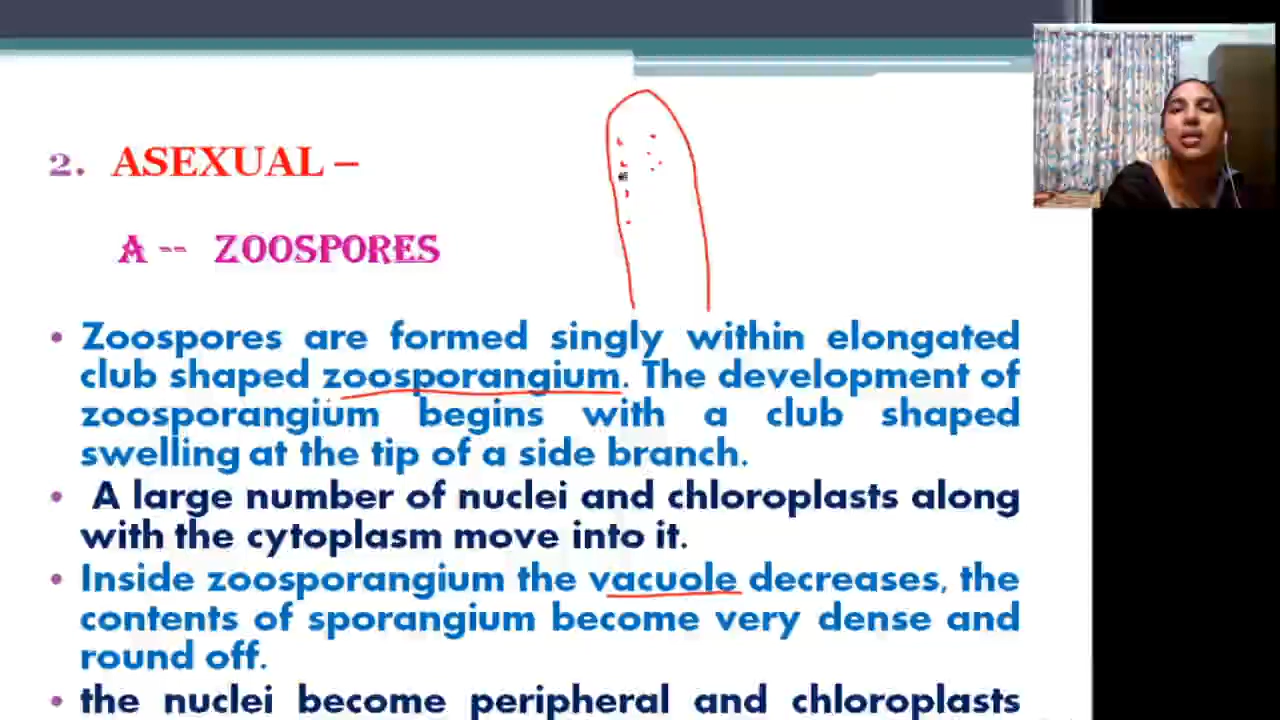 2. ASEXUAL –
A -- ZOOSPORES
• Zoospores are formed singly within elongated
club shaped zoosporangium. The development of
zoosporangium begins with a club shaped
swelling at the tip of a side branch.
• A large number of nuclei and chloroplasts along
with the cytoplasm move into it.
• Inside zoosporangium the vacuole decreases, the
contents of sporangium become very dense and
round off.
• the nuclei become peripheral and chloroplasts